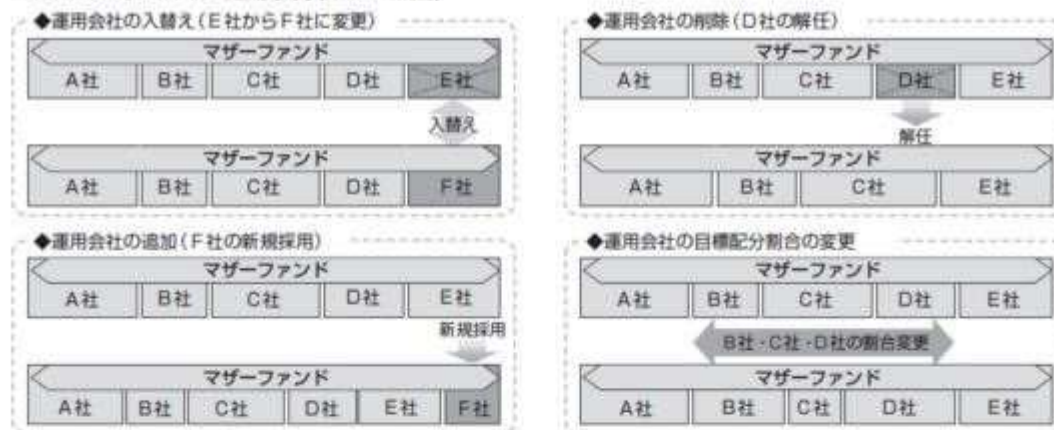 ◆運用会社の入替え(E社からF社に変更)
マザーファンド
A社 B社 C社 D社 E社
入替え
マザーファンド
A社 B社 C社 D社 F社
◆運用会社の削除(D社の解任)
マザーファンド
A社 B社 C社 D社 E社
解任
マザーファンド
A社 B社 C社 E社
◆運用会社の追加(F社の新規採用)
マザーファンド
A社 B社 C社 D社 E社
新規採用
マザーファンド
A社 B社 C社 D社 E社 F社
◆運用会社の目標配分割合の変更
マザーファンド
A社 B社 C社 D社 E社
B社・C社・D社の割合変更
マザーファンド
A社 B社 C社 D社 E社